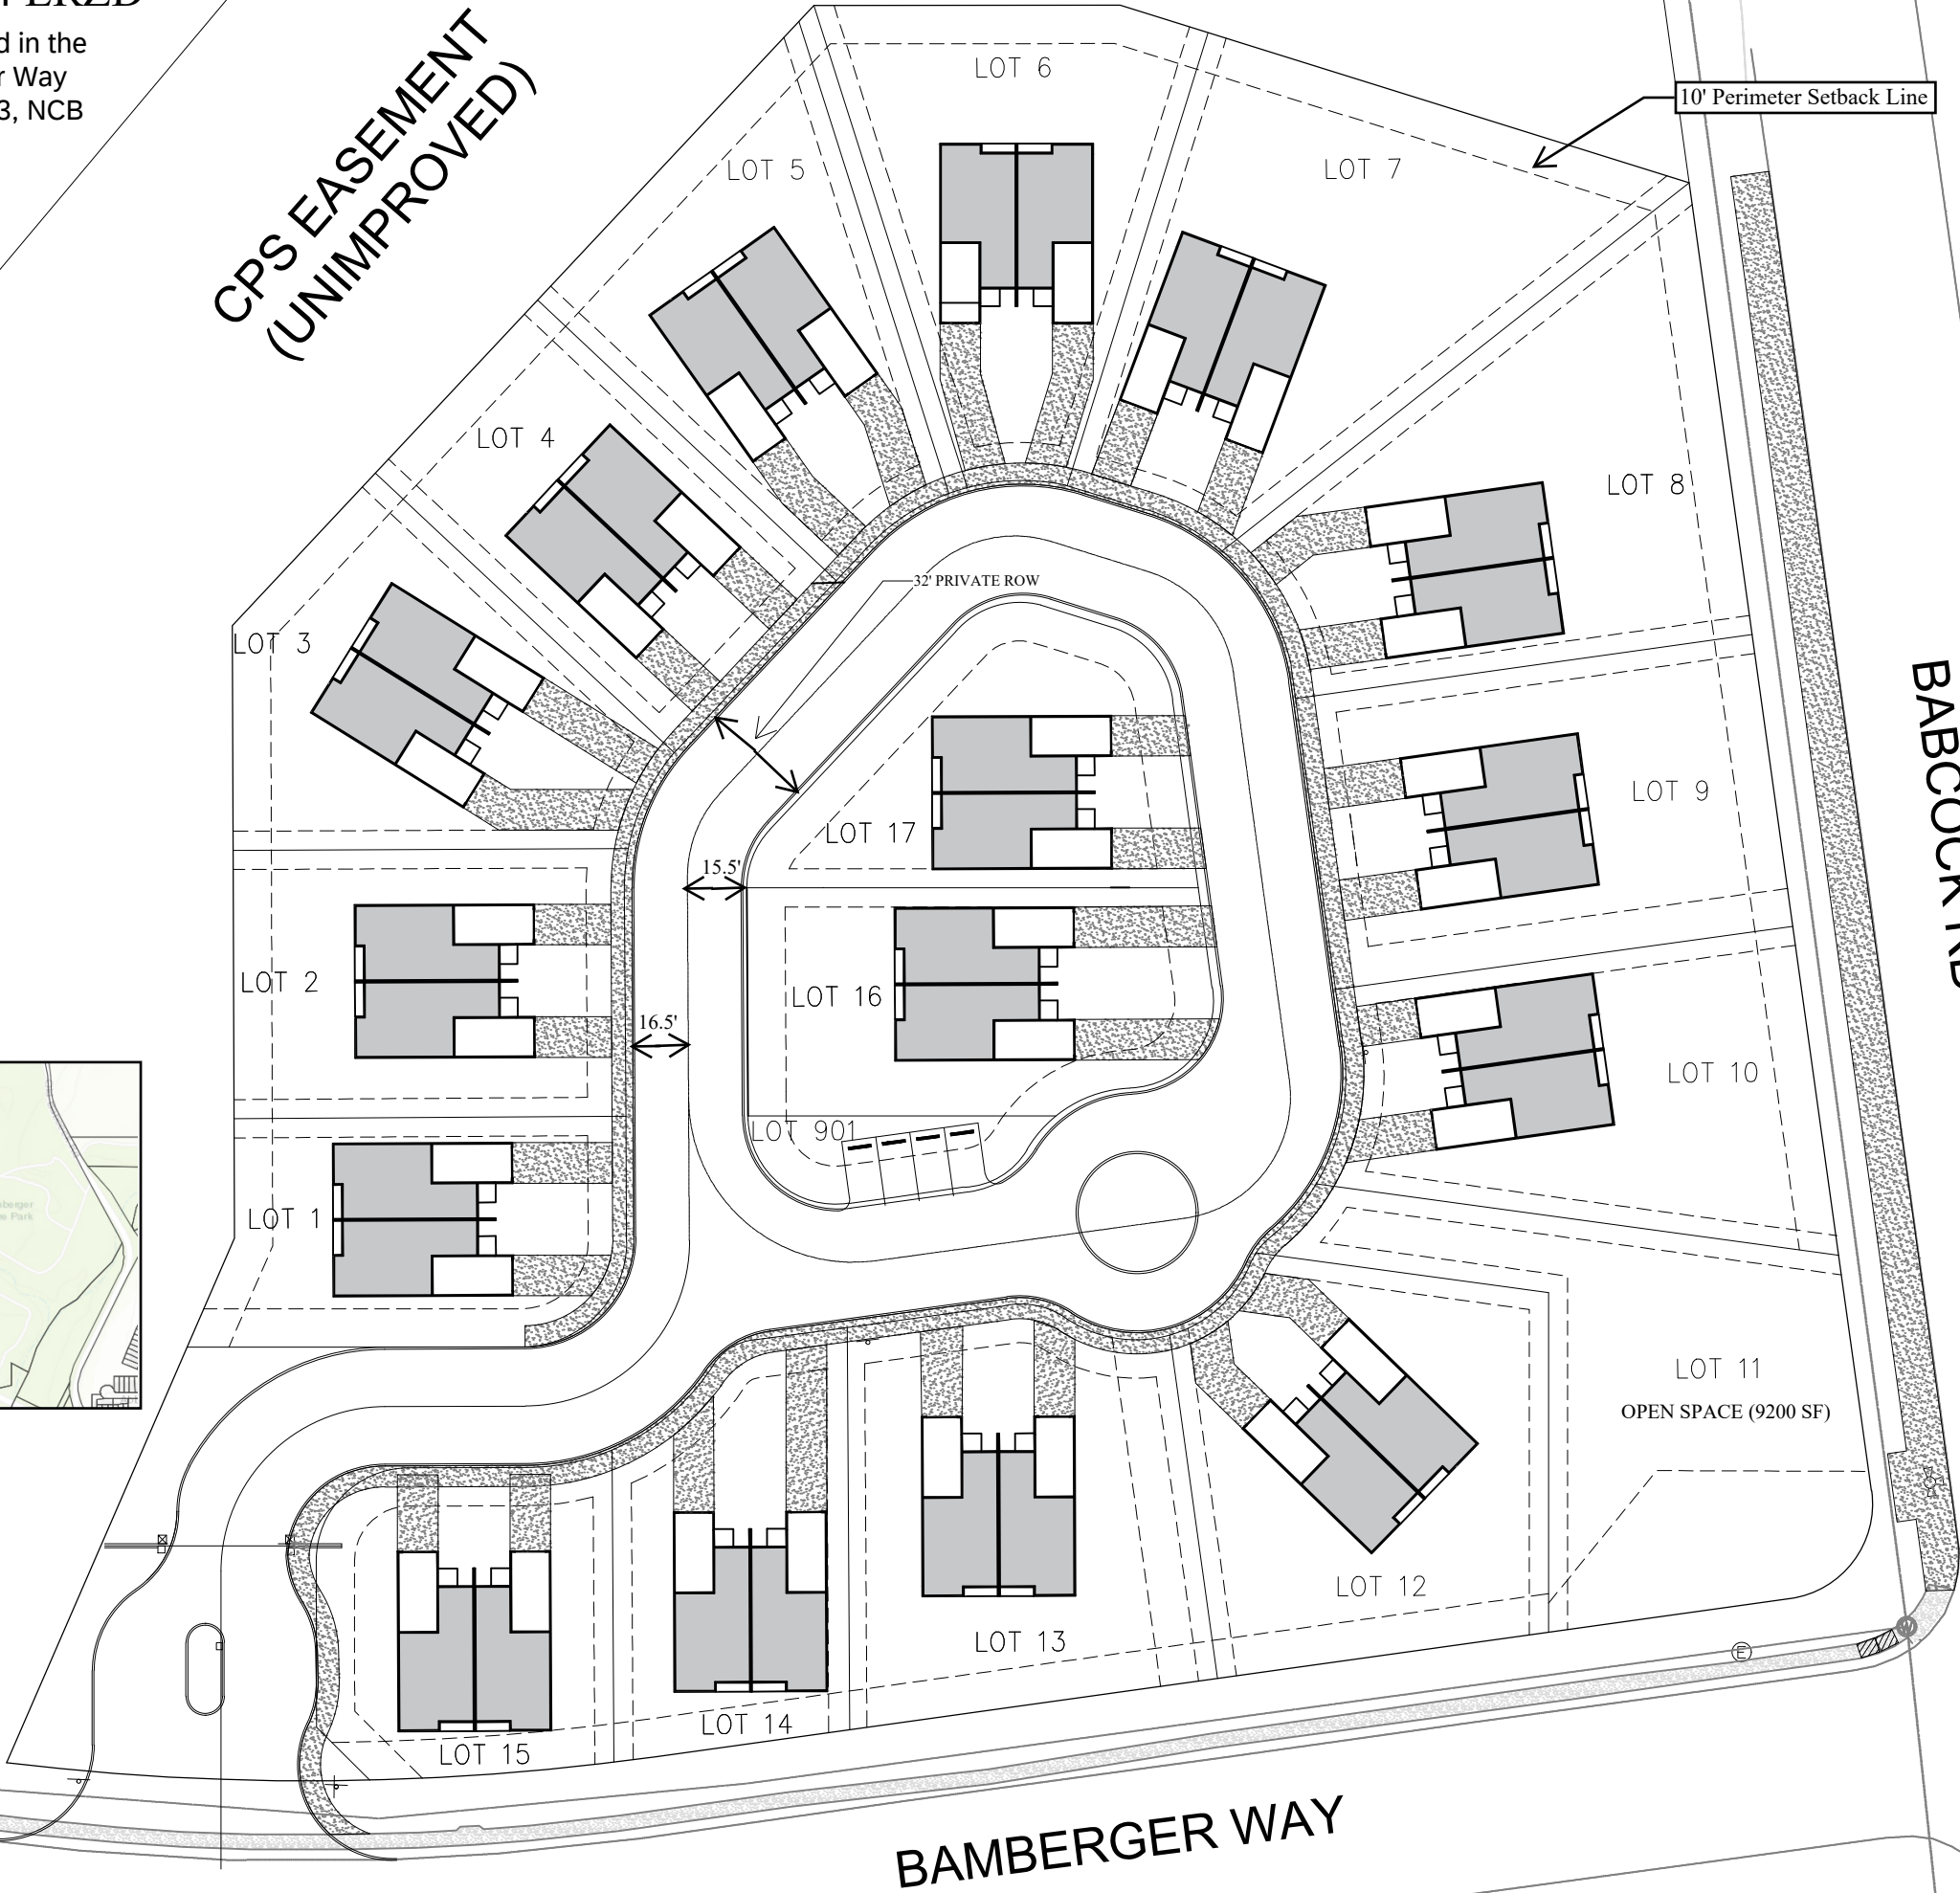 ERZD
d in the
r Way
3, NCB
CPS EASEMENT
(UNIMPROVED)
LOT 6
10' Perimeter Setback Line
LOT 5
LOT 7
LOT 4
LOT 8
32' PRIVATE ROW
LOT 3
BABCOCK RD
LOT 9
LOT 17
15.5'
LOT 2
LOT 16
16.5'
LOT 10
LOT 901
LOT 1
LOT 11
OPEN SPACE (9200 SF)
LOT 12
LOT 13
LOT 14
LOT 15
E
W
BAMBERGER WAY